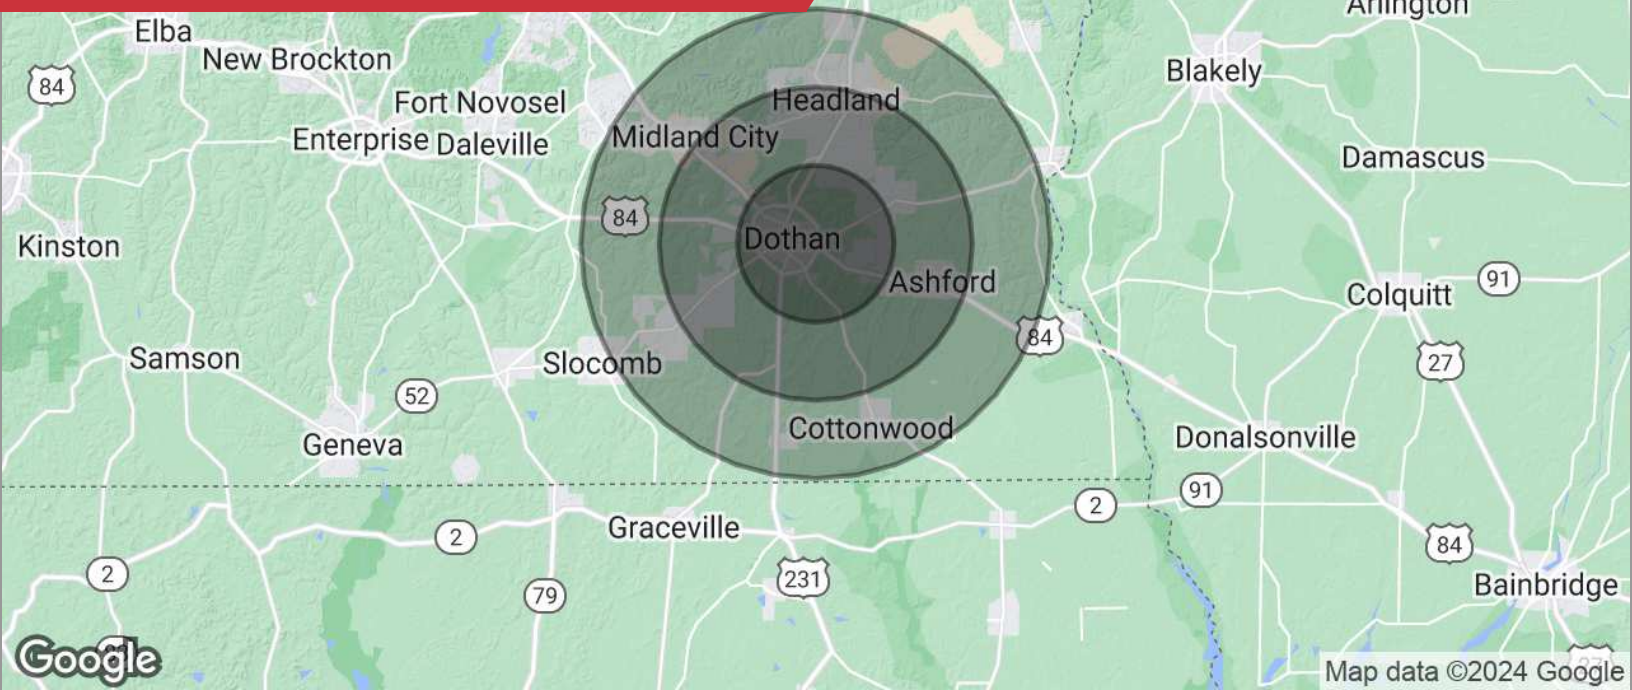 Arlington
Elba
New Brockton
84
Blakely
Fort Novosel
Headland
Enterprise
Daleville
Midland City
Damascus
84
Kinston
Dothan
Ashford
91
Colquitt
84
Samson
Slocomb
27
52
Geneva
Cottonwood
Donalsonville
91
2
Graceville
2
84
2
231
79
Bainbridge
Google
Map data ©2024 Google
27